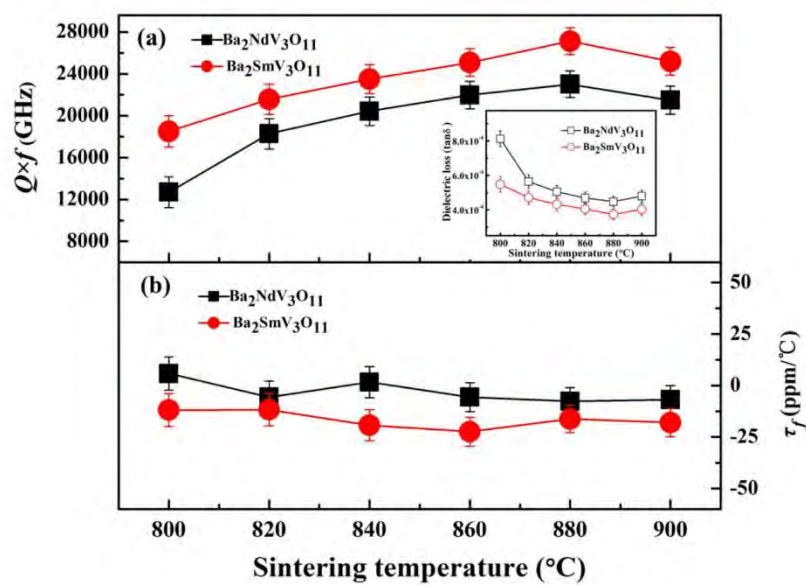 (a)
Ba2NdV3O11
Ba2SmV3O11
Q×f (GHz)
28000
24000
20000
16000
12000
8000
Dielectric loss (tanδ)
8.0x10-4
6.0x10-4
4.0x10-4
Ba2NdV3O11
Ba2SmV3O11
800 820 840 860 880 900
Sintering temperature (°C)
(b)
Ba2NdV3O11
Ba2SmV3O11
50
25
0
-25
-50
τf (ppm/℃)
800 820 840 860 880 900
Sintering temperature (°C)